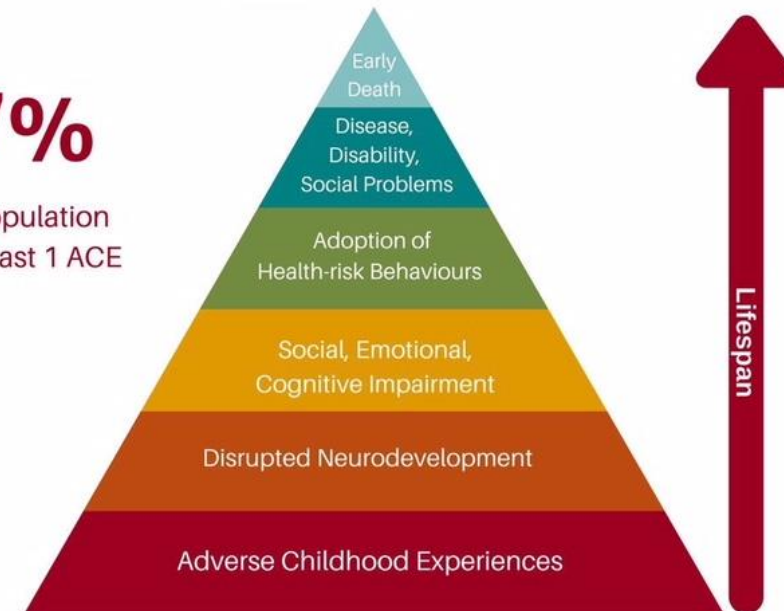 %
ast 1 ACE
Early
Death
Disease,
Disability,
Social Problems
Adoption of
Health-risk Behaviours
Social, Emotional,
Cognitive Impairment
Disrupted Neurodevelopment
Adverse Childhood Experiences
Lifespan